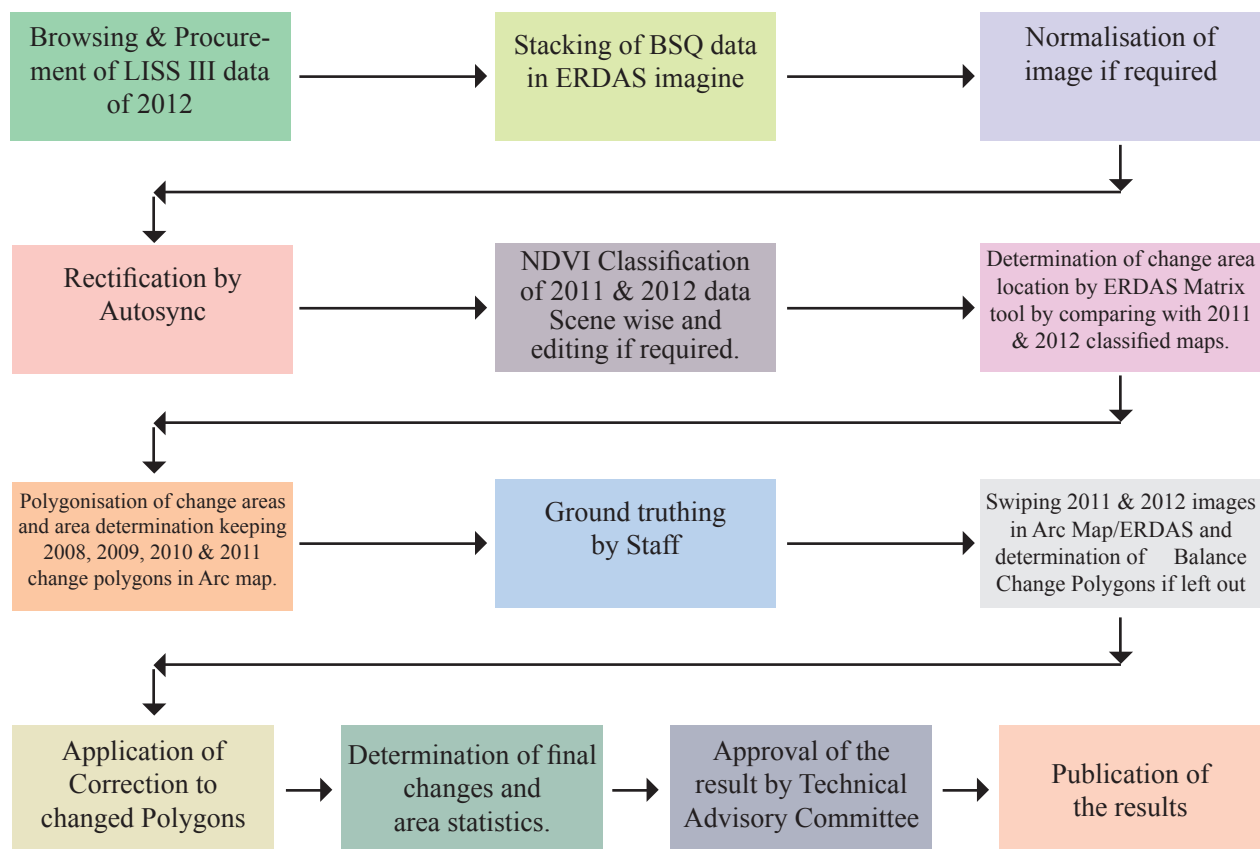 Browsing & Procure-
ment of LISS III data
of 2012
Stacking of BSQ data
in ERDAS imagine
Normalisation of
image if required
Rectification by
Autosync
NDVI Classification
of 2011 & 2012 data
Scene wise and
editing if required.
Determination of change area
location by ERDAS Matrix
tool by comparing with 2011
& 2012 classified maps.
Polygonisation of change areas
and area determination keeping
2008, 2009, 2010 & 2011
change polygons in Arc map.
Ground truthing
by Staff
Swiping 2011 & 2012 images
in Arc Map/ERDAS and
determination of Balance
Change Polygons if left out
Application of
Correction to
changed Polygons
Determination of final
changes and
area statistics.
Approval of the
result by Technical
Advisory Committee
Publication of
the results